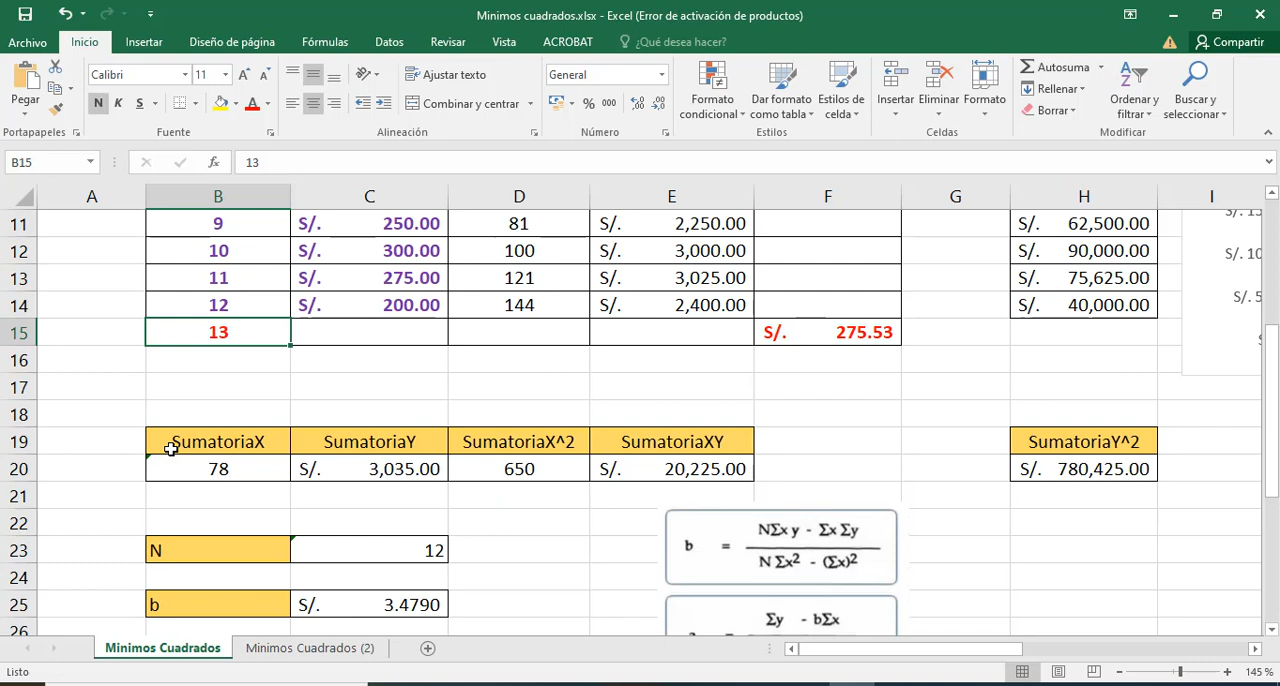 Minimos cuadrados.xlsx - Excel (Error de activación de productos)
Archivo Inicio Insertar Diseño de página Fórmulas Datos Revisar Vista ACROBAT ¿Qué desea hacer? Compartir
Pegar
Calibri 11
N K S
Ajustar texto
Combinar y centrar
General
% 000
Formato condicional
Dar formato como tabla
Estilos de celda
Insertar Eliminar Formato
Autosuma
Rellenar
Borrar
Ordenar y filtrar
Buscar y seleccionar
Portapapeles Fuente Alineación Número Estilos Celdas Modificar
B15 fx 13
A B C D E F G H I
11 9 S/. 250.00 81 S/. 2,250.00 S/. 62,500.00
12 10 S/. 300.00 100 S/. 3,000.00 S/. 90,000.00 S/. 10
13 11 S/. 275.00 121 S/. 3,025.00 S/. 75,625.00
14 12 S/. 200.00 144 S/. 2,400.00 S/. 40,000.00 S/. 5
15 13 S/. 275.53
16
17
18
19 SumatoriaX SumatoriaY SumatoriaX^2 SumatoriaXY SumatoriaY^2
20 78 S/. 3,035.00 650 S/. 20,225.00 S/. 780,425.00
21
22
23 N 12
24
25 b S/. 3.4790
26
b = NΣx y - Σx Σy
N Σx² - (Σx)²
Σy - bΣx
Minimos Cuadrados Minimos Cuadrados (2)
Listo 145 %